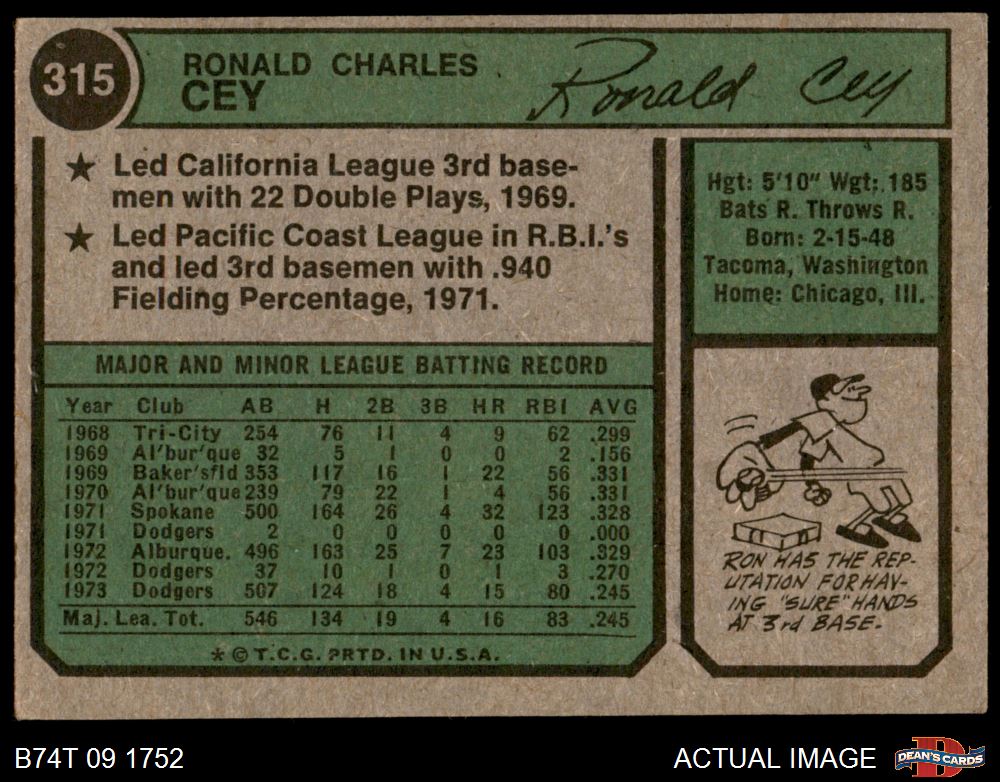 315
RONALD CHARLES
CEY
Ronald Cey
★ Led California League 3rd base-
men with 22 Double Plays, 1969.
★ Led Pacific Coast League in R.B.I.'s
and led 3rd basemen with .940
Fielding Percentage, 1971.
Hgt: 5'10" Wgt: 185
Bats R. Throws R.
Born: 2-15-48
Tacoma, Washington
Home: Chicago, Ill.
MAJOR AND MINOR LEAGUE BATTING RECORD
Year Club AB H 2B 3B HR RBI AVG
1968 Tri-City 254 76 11 4 9 62 .299
1969 Al'bur'que 32 5 1 0 0 2 .156
1969 Baker'sfld 353 117 16 1 22 56 .331
1970 Al'bur'que 239 79 22 1 4 56 .331
1971 Spokane 500 164 26 4 32 123 .328
1971 Dodgers 2 0 0 0 0 0 .000
1972 Alburque. 496 163 25 7 23 103 .329
1972 Dodgers 37 10 1 0 1 3 .270
1973 Dodgers 507 124 18 4 15 80 .245
Maj. Lea. Tot. 546 134 19 4 16 83 .245
* © T.C.G. PRTD. IN U.S.A.
RON HAS THE REP-
UTATION FOR HAV-
ING "SURE" HANDS
AT 3rd BASE.
B74T 09 1752
ACTUAL IMAGE
D
DEAN'S CARDS